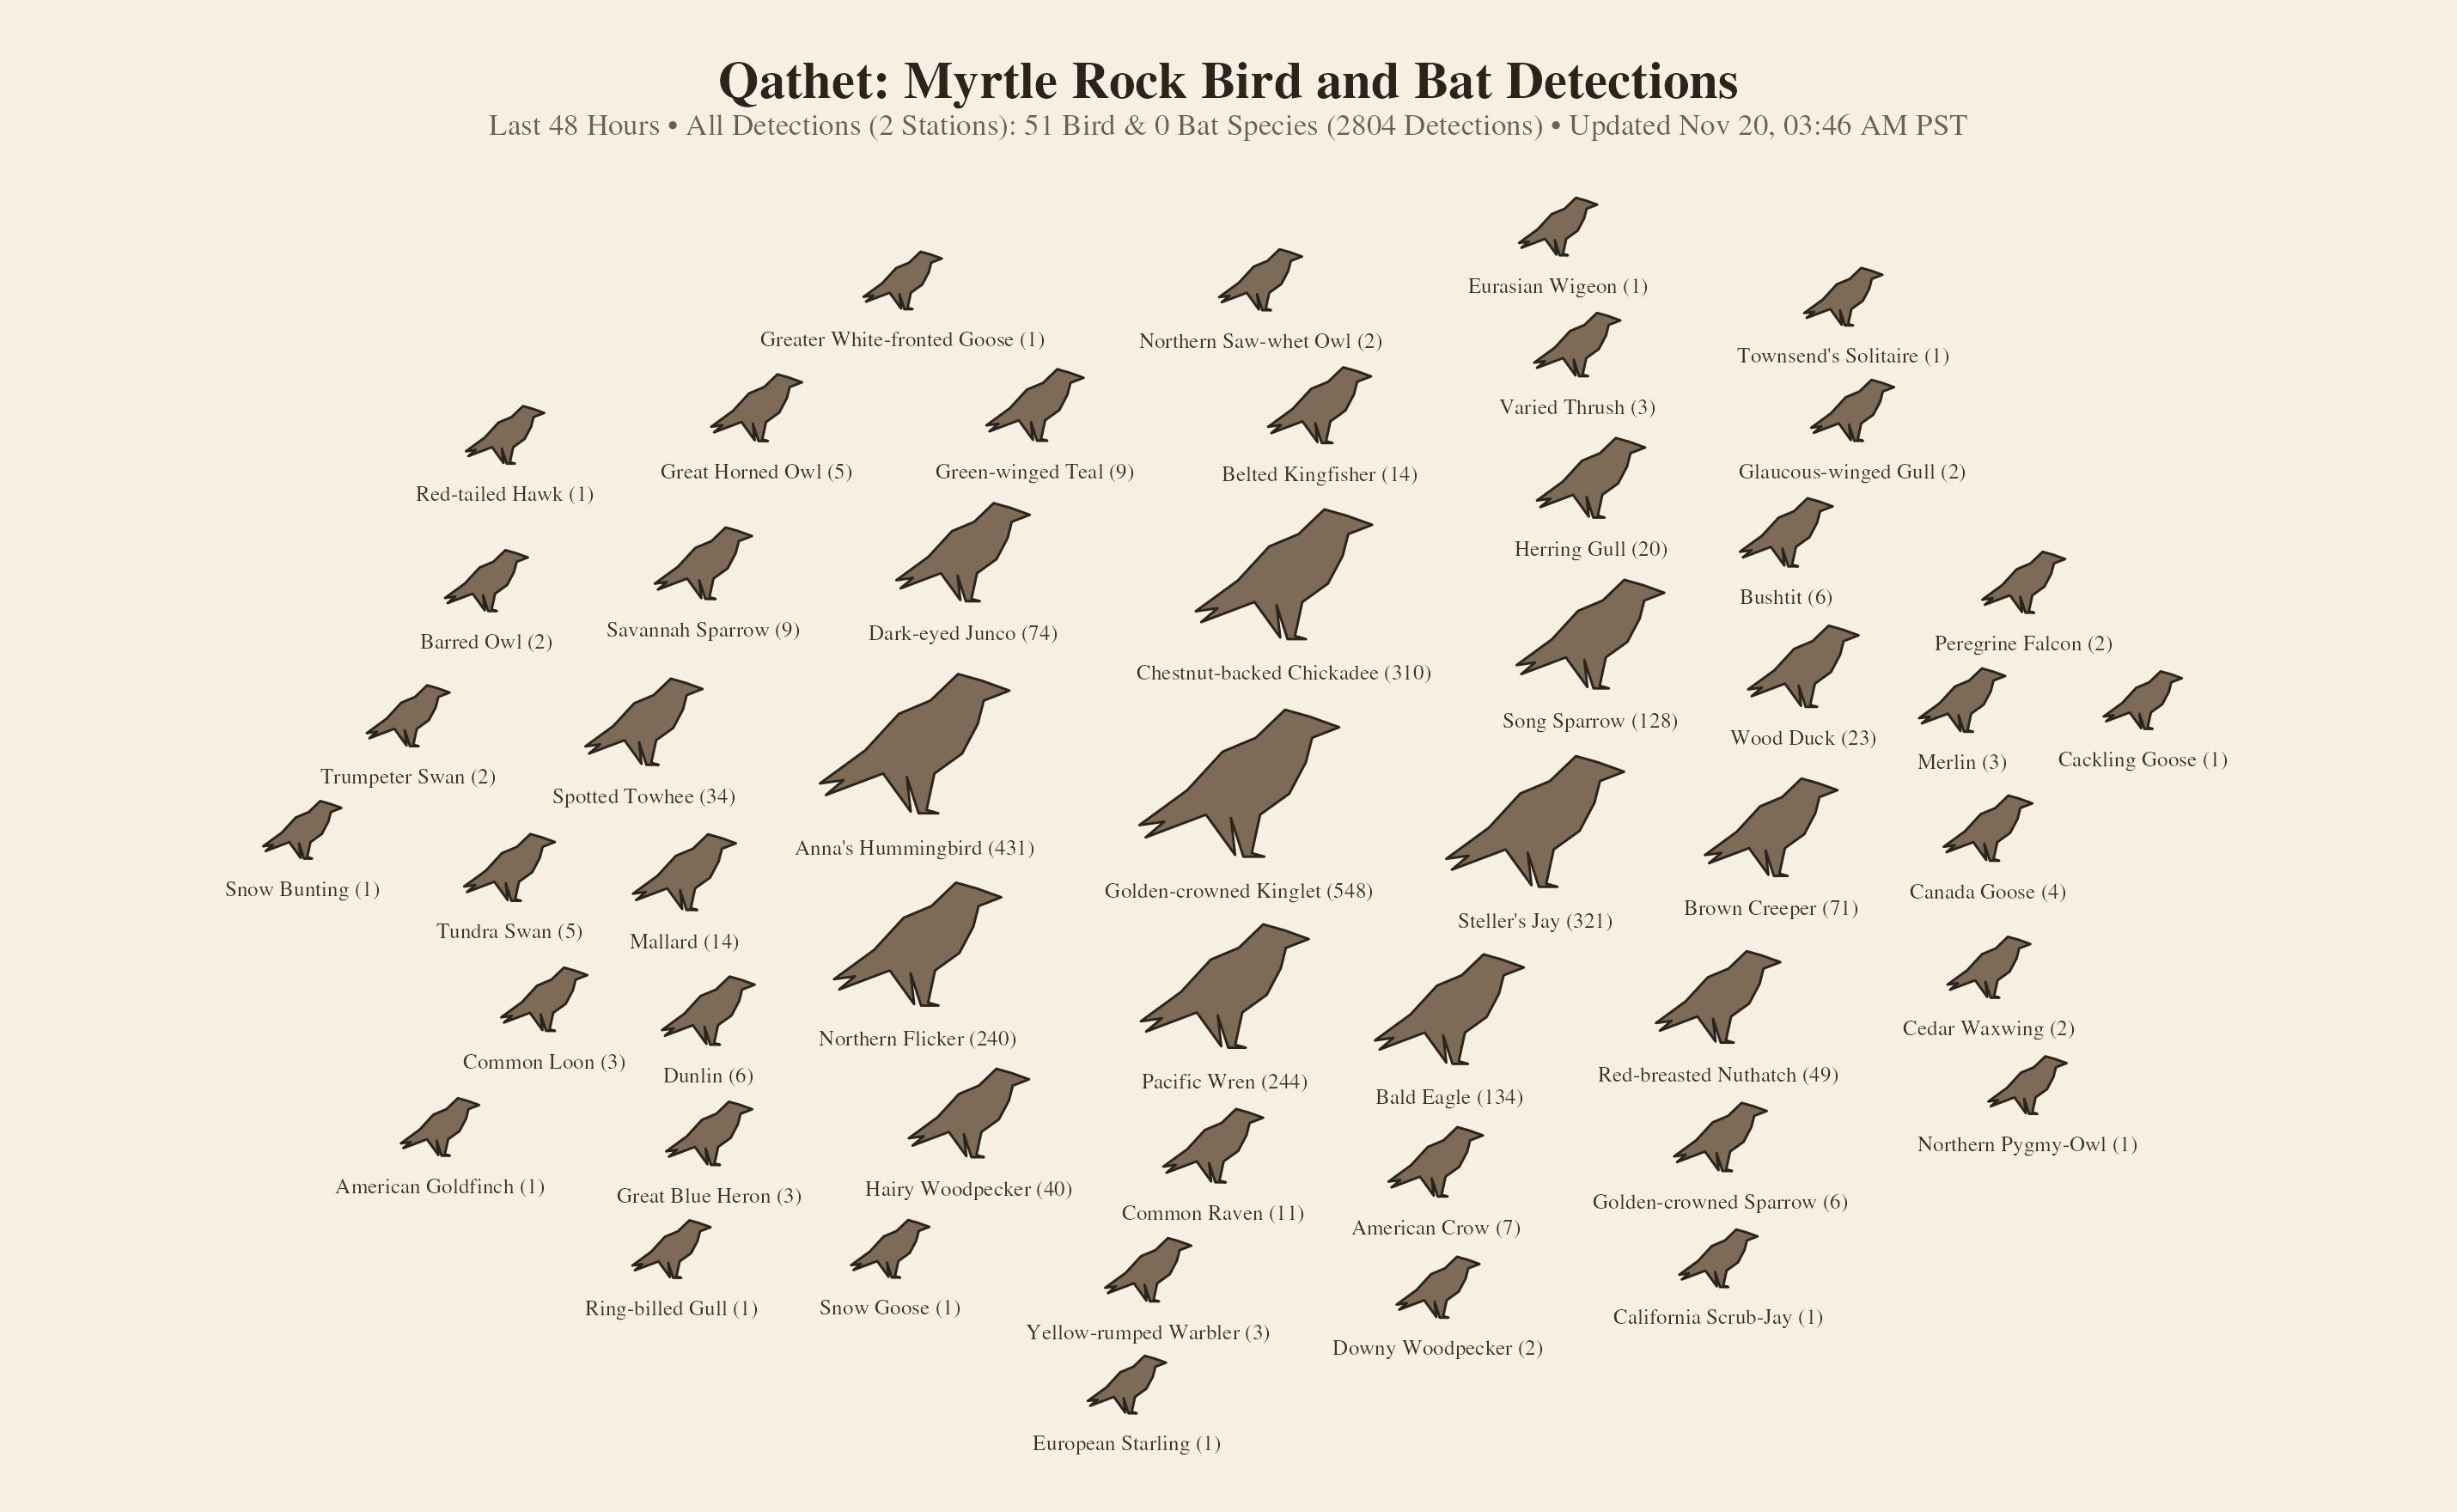 Qathet: Myrtle Rock Bird and Bat Detections
Last 48 Hours • All Detections (2 Stations): 51 Bird & 0 Bat Species (2804 Detections) • Updated Nov 20, 03:46 AM PST
Eurasian Wigeon (1)
Greater White-fronted Goose (1)
Northern Saw-whet Owl (2)
Townsend's Solitaire (1)
Varied Thrush (3)
Great Horned Owl (5)
Green-winged Teal (9)
Belted Kingfisher (14)
Glaucous-winged Gull (2)
Red-tailed Hawk (1)
Herring Gull (20)
Bushtit (6)
Savannah Sparrow (9)
Dark-eyed Junco (74)
Barred Owl (2)
Peregrine Falcon (2)
Chestnut-backed Chickadee (310)
Song Sparrow (128)
Wood Duck (23)
Cackling Goose (1)
Merlin (3)
Trumpeter Swan (2)
Spotted Towhee (34)
Anna's Hummingbird (431)
Snow Bunting (1)
Golden-crowned Kinglet (548)
Canada Goose (4)
Brown Creeper (71)
Steller's Jay (321)
Tundra Swan (5)
Mallard (14)
Cedar Waxwing (2)
Northern Flicker (240)
Common Loon (3)
Dunlin (6)
Red-breasted Nuthatch (49)
Pacific Wren (244)
Bald Eagle (134)
Northern Pygmy-Owl (1)
American Goldfinch (1)
Hairy Woodpecker (40)
Great Blue Heron (3)
Golden-crowned Sparrow (6)
Common Raven (11)
American Crow (7)
Ring-billed Gull (1)
Snow Goose (1)
California Scrub-Jay (1)
Yellow-rumped Warbler (3)
Downy Woodpecker (2)
European Starling (1)